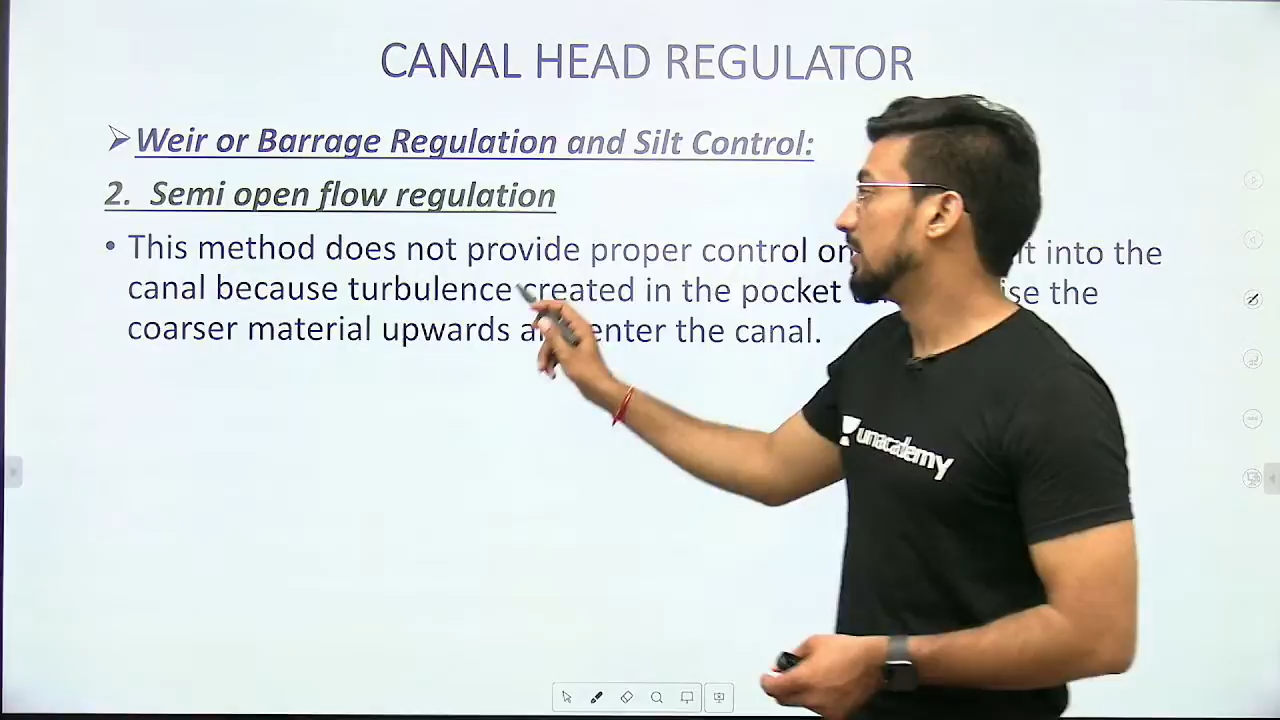 CANAL HEAD REGULATOR
➢Weir or Barrage Regulation and Silt Control:
2. Semi open flow regulation
• This method does not provide proper control on into the
canal because turbulence created in the pocket the
coarser material upwards enter the canal.
unacademy